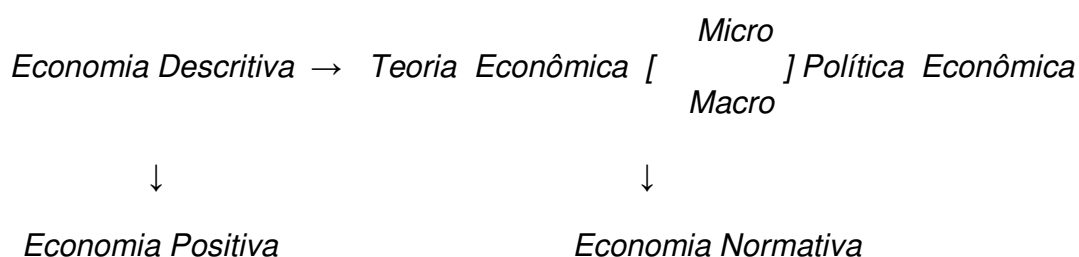 Micro
Economia Descritiva → Teoria Econômica [ ] Política Econômica
Macro
↓ ↓
Economia Positiva Economia Normativa